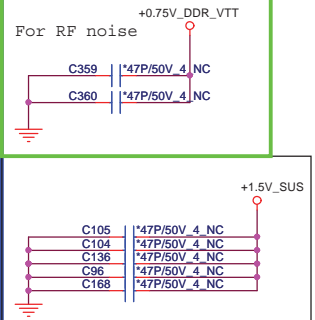 +0.75V_DDR_VTT
For RF noise
C359 *47P/50V_4_NC
C360 *47P/50V_4_NC
+1.5V_SUS
C105 *47P/50V_4_NC
C104 *47P/50V_4_NC
C136 *47P/50V_4_NC
C96 *47P/50V_4_NC
C168 *47P/50V_4_NC